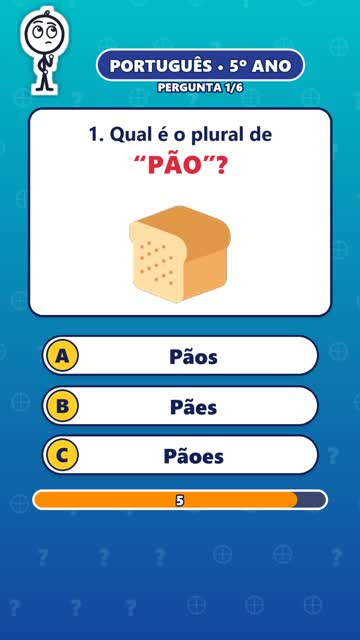 PORTUGUÊS • 5º ANO
PERGUNTA 1/6
1. Qual é o plural de
“PÃO”?
A Pãos
B Pães
C Pãoes
5